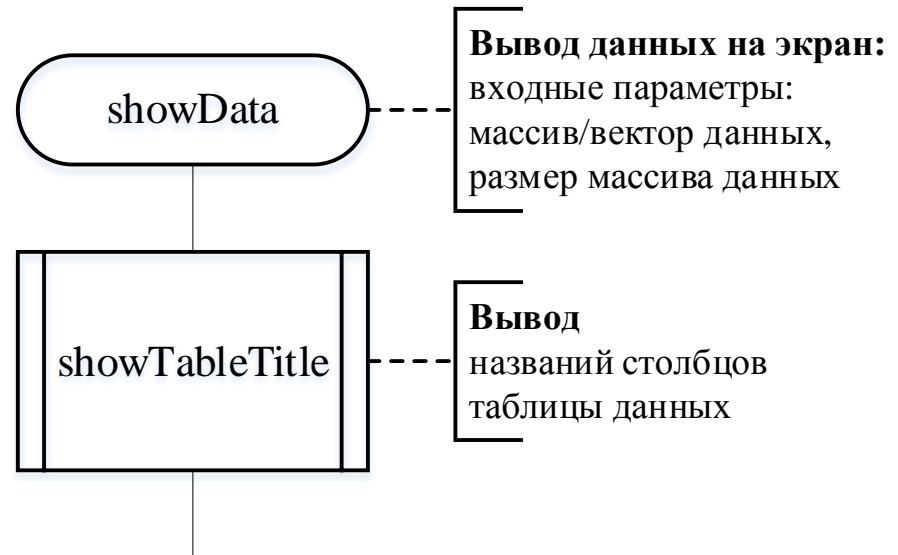 showData
Вывод данных на экран:
входные параметры:
массив/вектор данных,
размер массива данных
showTableTitle
Вывод
названий столбцов
таблицы данных